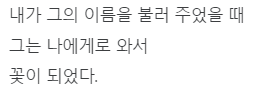 내가 그의 이름을 불러 주었을 때
그는 나에게로 와서
꽃이 되었다.